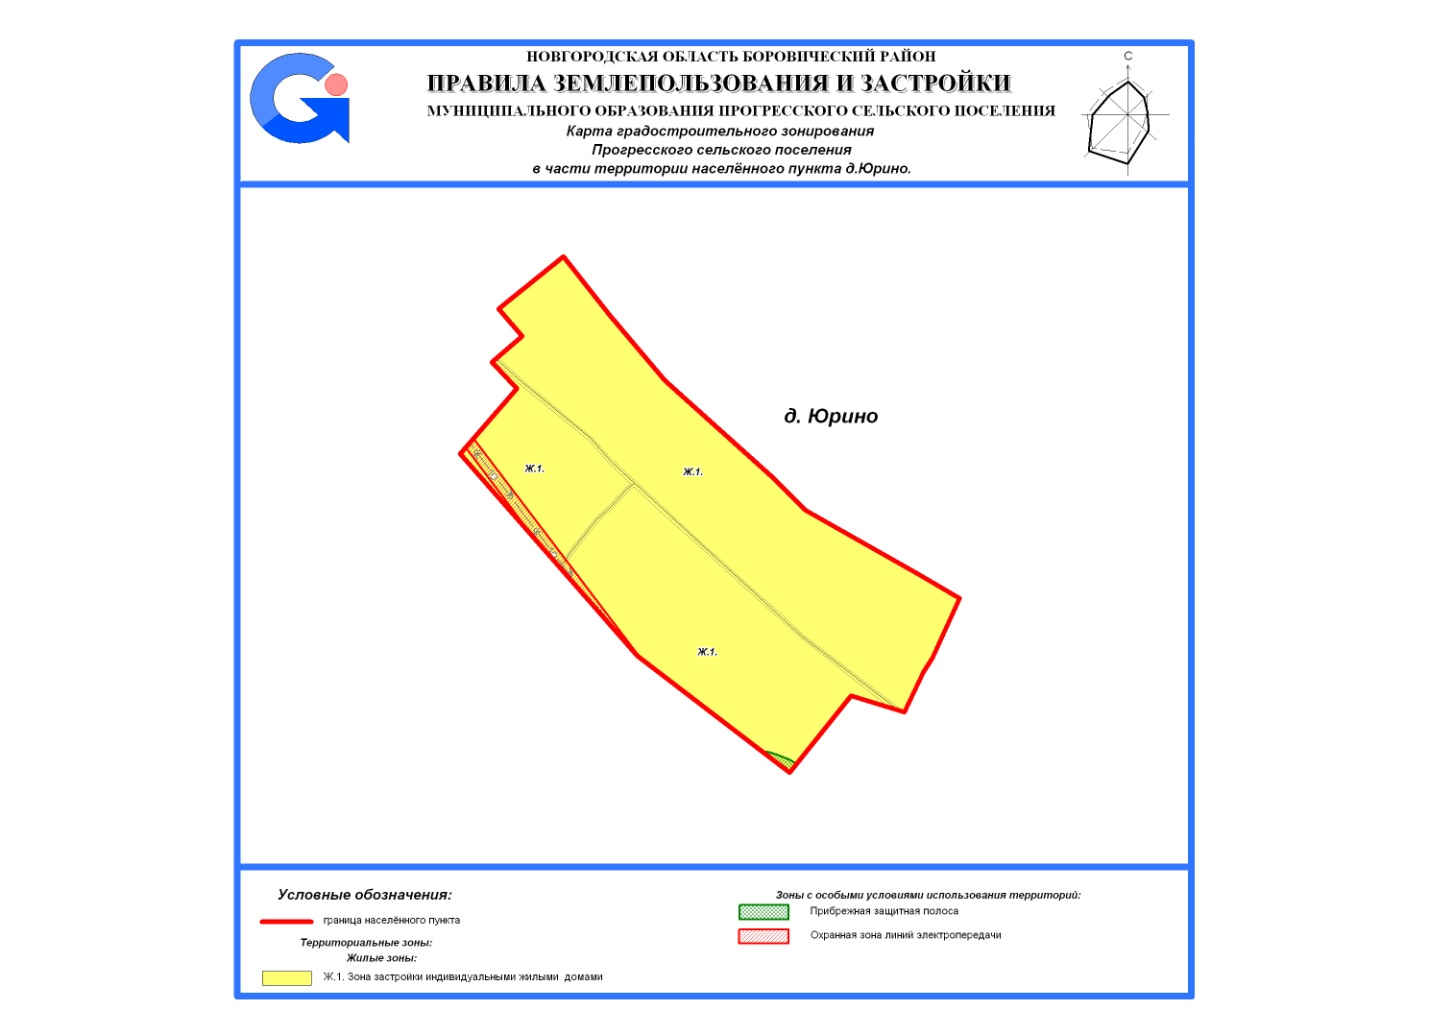 НОВГОРОДСКАЯ ОБЛАСТЬ БОРОВИЧЕСКИЙ РАЙОН
ПРАВИЛА ЗЕМЛЕПОЛЬЗОВАНИЯ И ЗАСТРОЙКИ
МУНИЦИПАЛЬНОГО ОБРАЗОВАНИЯ ПРОГРЕССКОГО СЕЛЬСКОГО ПОСЕЛЕНИЯ
Карта градостроительного зонирования
Прогресского сельского поселения
в части территории населённого пункта д.Юрино.
С
д. Юрино
Ж.1.
Ж.1.
Ж.1.
Условные обозначения:
граница населённого пункта
Территориальные зоны:
Жилые зоны:
Ж.1. Зона застройки индивидуальными жилыми домами
Зоны с особыми условиями использования территорий:
Прибрежная защитная полоса
Охранная зона линий электропередачи